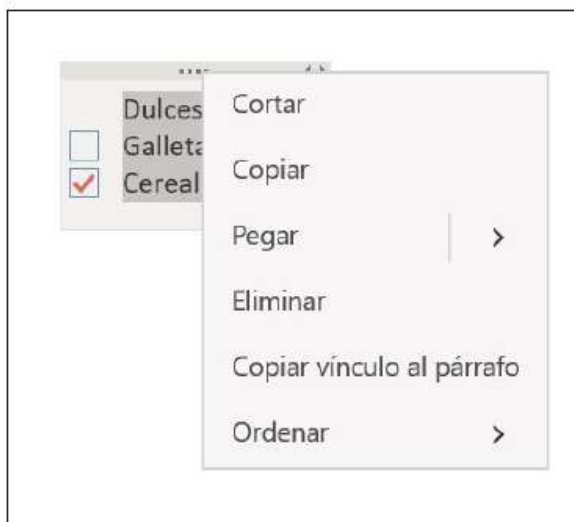 Dulces
Galleta
Cereal
Cortar
Copiar
Pegar
Eliminar
Copiar vínculo al párrafo
Ordenar